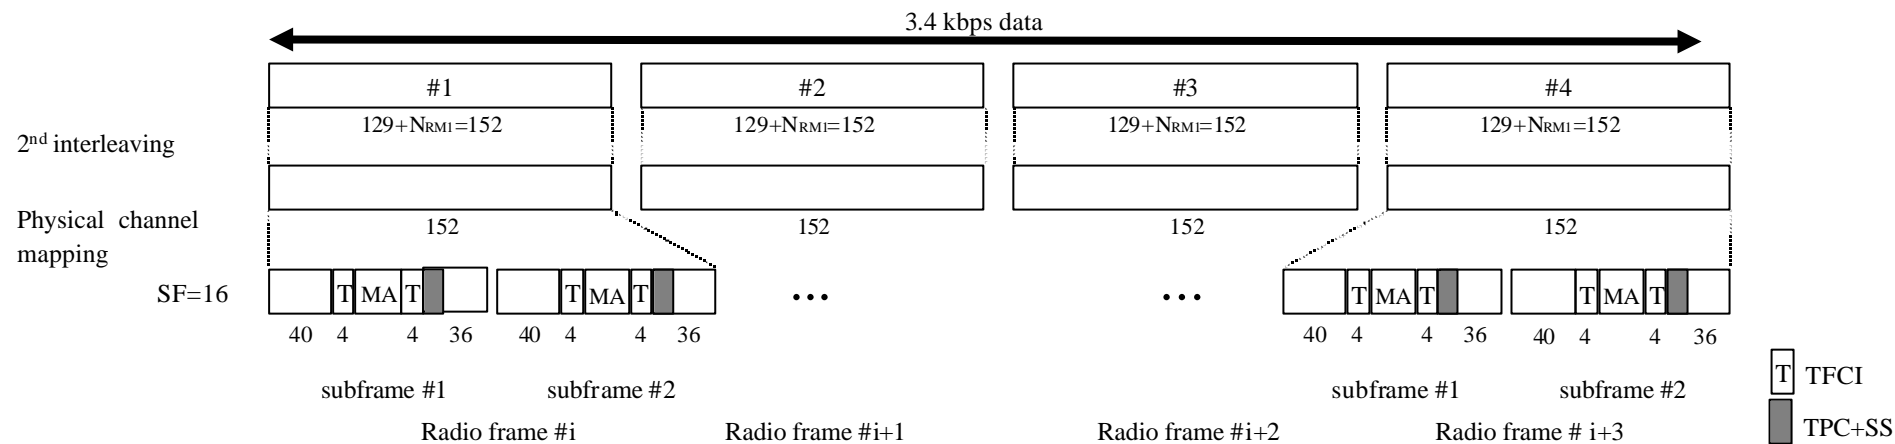 3.4 kbps data
#1 #2 #3 #4
129+NRM1=152 129+NRM1=152 129+NRM1=152 129+NRM1=152
2nd interleaving
Physical channel
mapping
152 152 152 152
SF=16
T MA T T MA T ••• ••• T MA T T MA T
40 4 4 36 40 4 4 36 40 4 4 36 40 4 4 36
subframe #1 subframe #2 subframe #1 subframe #2
T TFCI
Radio frame #i Radio frame #i+1 Radio frame #i+2 Radio frame # i+3
TPC+SS